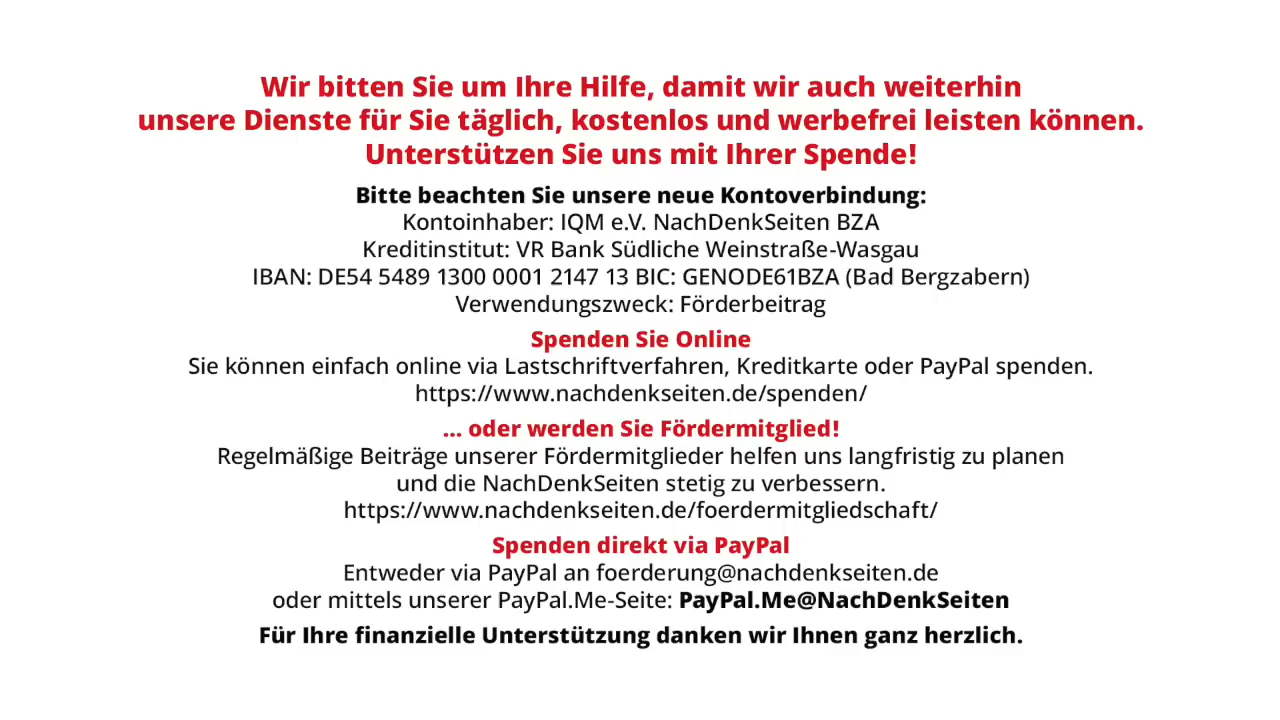 Wir bitten Sie um Ihre Hilfe, damit wir auch weiterhin
unsere Dienste für Sie täglich, kostenlos und werbefrei leisten können.
Unterstützen Sie uns mit Ihrer Spende!
Bitte beachten Sie unsere neue Kontoverbindung:
Kontoinhaber: IQM e.V. NachDenkSeiten BZA
Kreditinstitut: VR Bank Südliche Weinstraße-Wasgau
IBAN: DE54 5489 1300 0001 2147 13 BIC: GENODE61BZA (Bad Bergzabern)
Verwendungszweck: Förderbeitrag
Spenden Sie Online
Sie können einfach online via Lastschriftverfahren, Kreditkarte oder PayPal spenden.
https://www.nachdenkseiten.de/spenden/
... oder werden Sie Fördermitglied!
Regelmäßige Beiträge unserer Fördermitglieder helfen uns langfristig zu planen
und die NachDenkSeiten stetig zu verbessern.
https://www.nachdenkseiten.de/foerdermitgliedschaft/
Spenden direkt via PayPal
Entweder via PayPal an foerderung@nachdenkseiten.de
oder mittels unserer PayPal.Me-Seite: PayPal.Me@NachDenkSeiten
Für Ihre finanzielle Unterstützung danken wir Ihnen ganz herzlich.